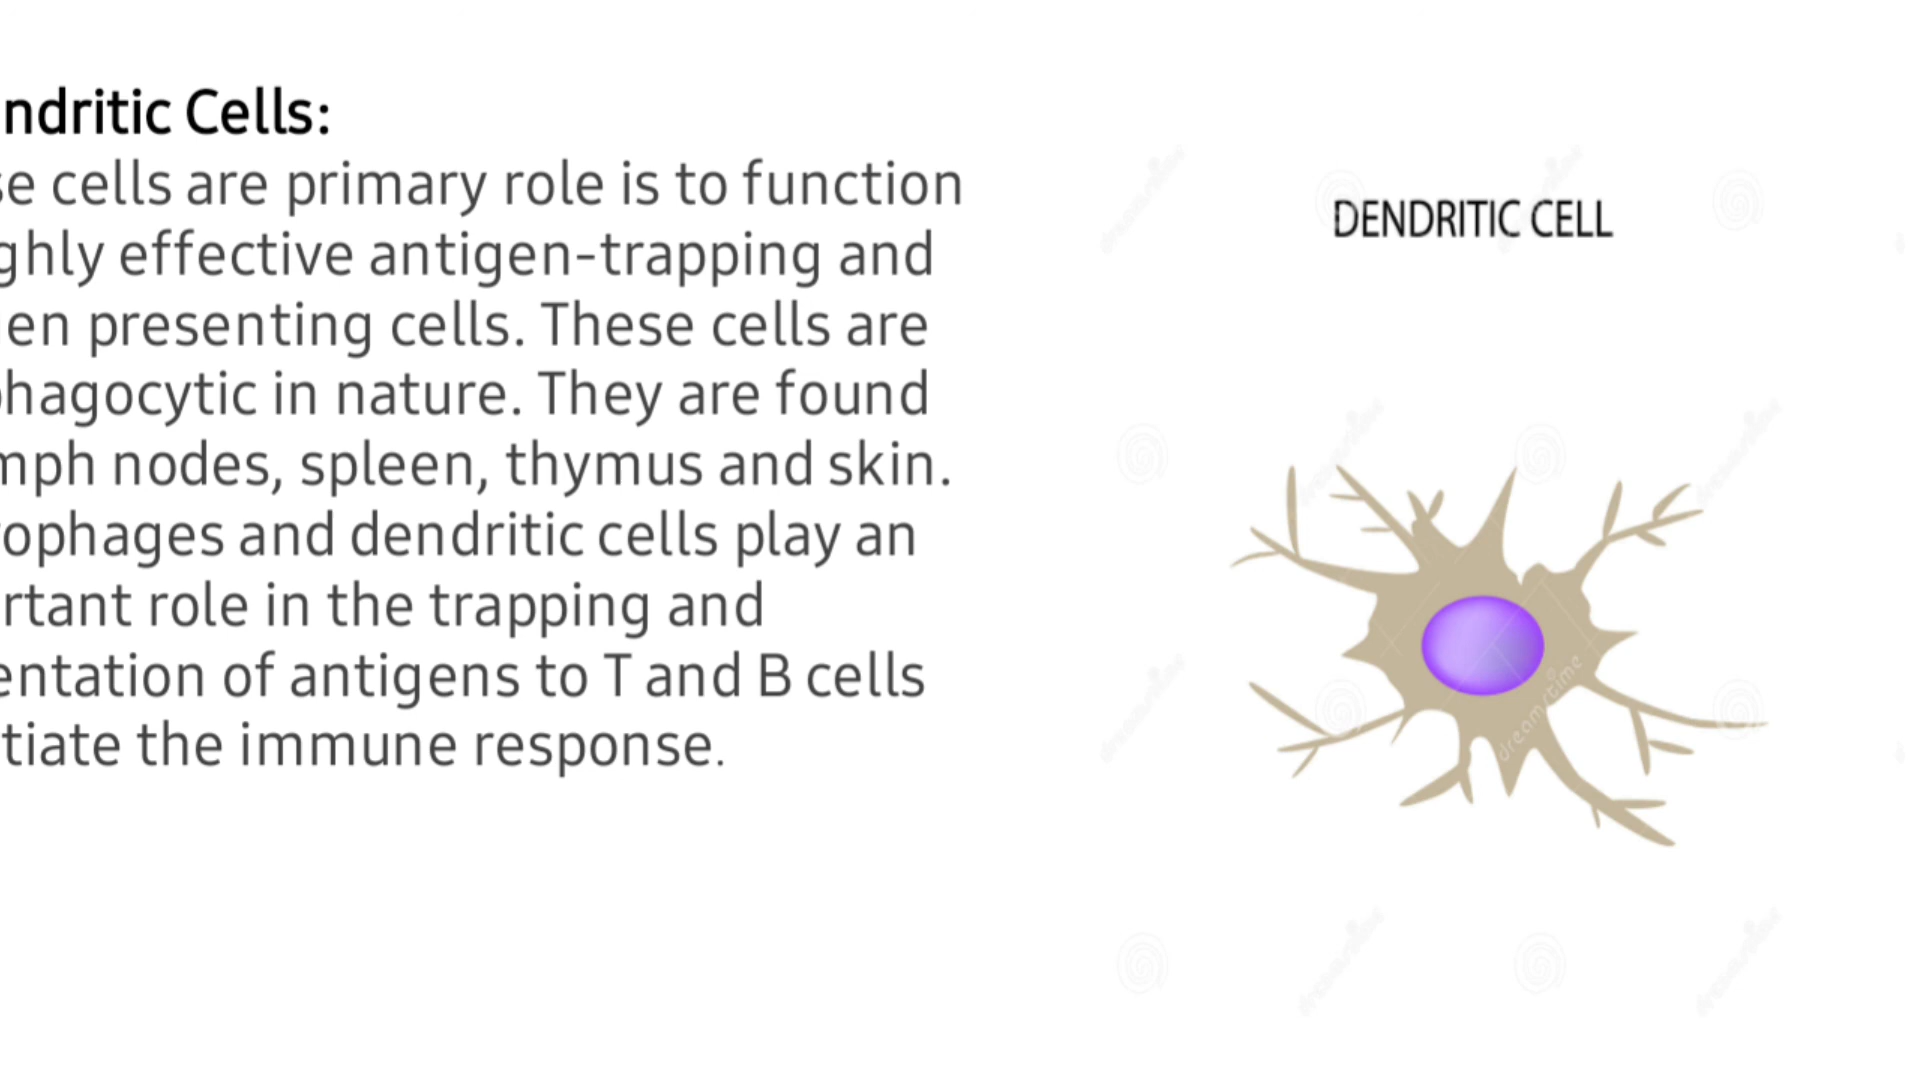 ndritic Cells:
se cells are primary role is to function
ghly effective antigen-trapping and
en presenting cells. These cells are
phagocytic in nature. They are found
mph nodes, spleen, thymus and skin.
ophages and dendritic cells play an
rtant role in the trapping and
entation of antigens to T and B cells
tiate the immune response.
DENDRITIC CELL
dreamstime